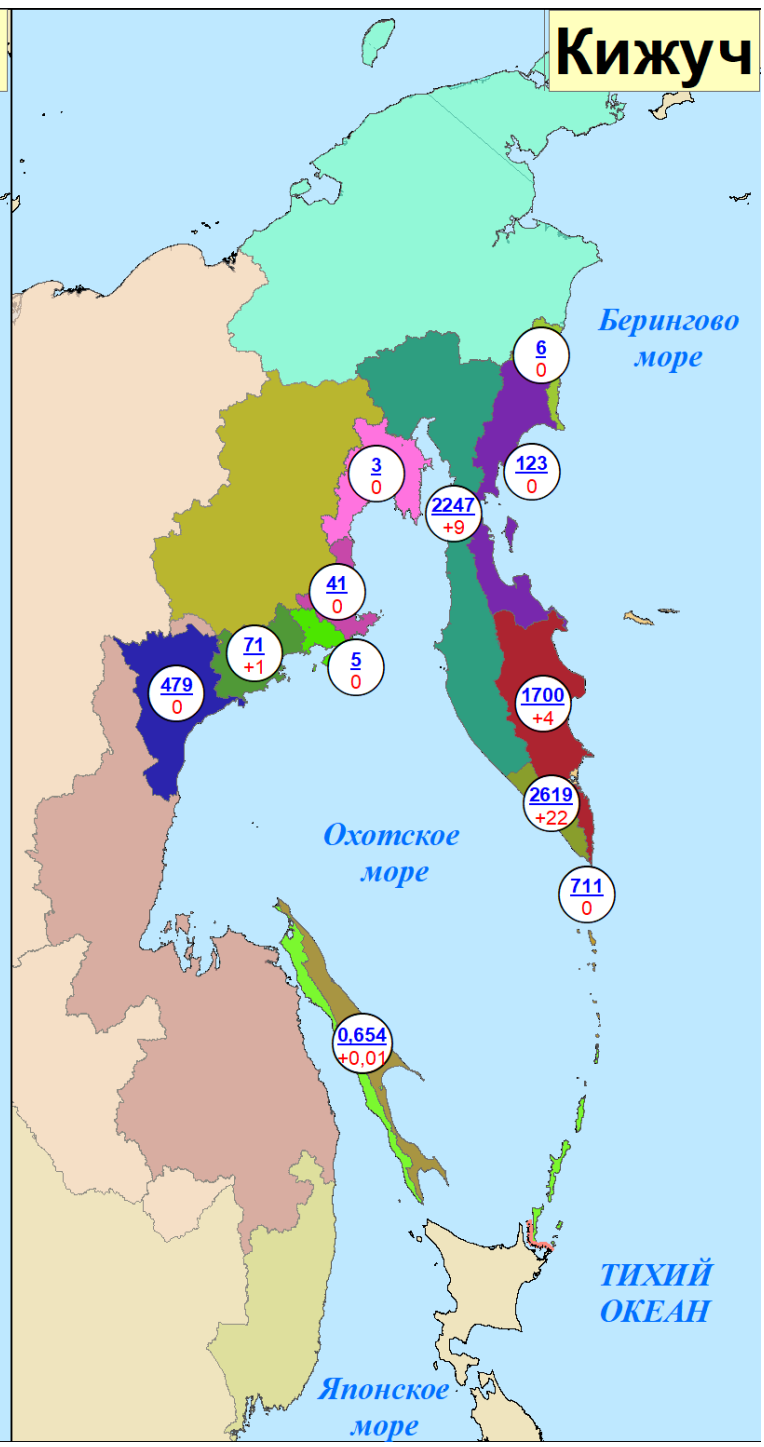 Кижуч
Берингово
море
6
0
3
0
123
0
2247
+9
41
0
71
+1
5
0
479
0
1700
+4
2619
+22
Охотское
море
711
0
0,654
+0,01
ТИХИЙ
ОКЕАН
Японское
море